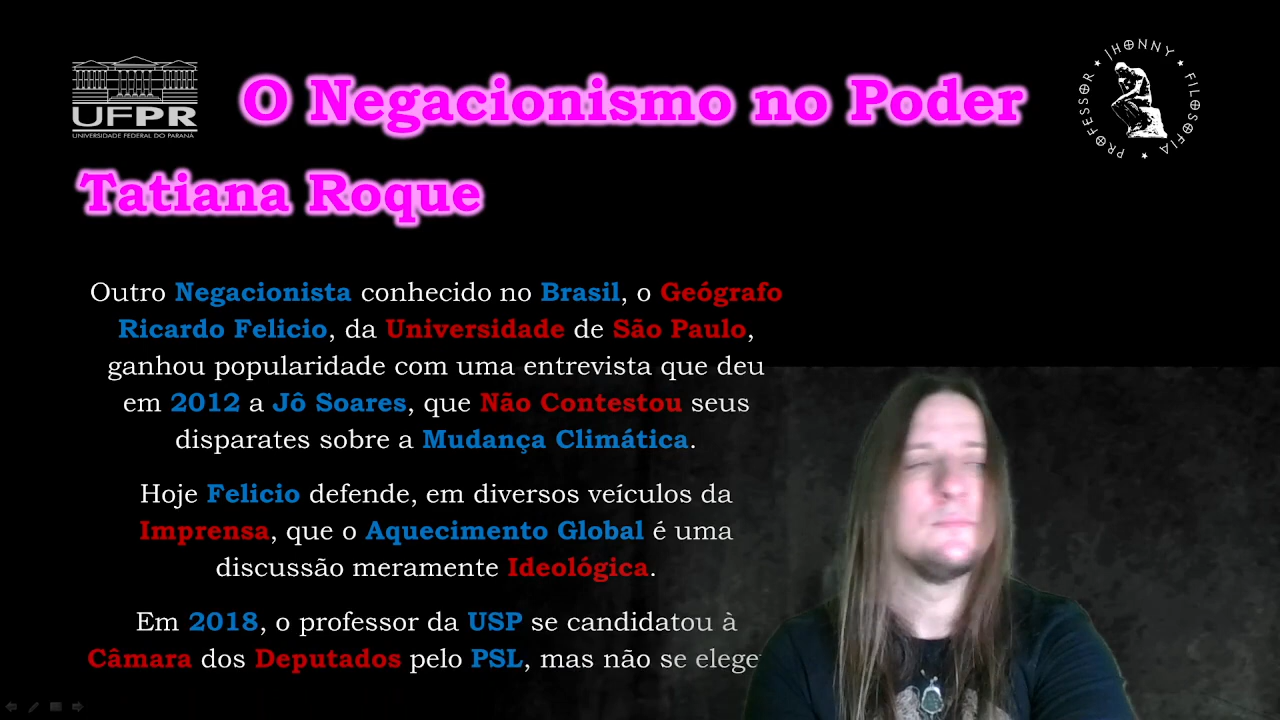 UFPR
UNIVERSIDADE FEDERAL DO PARANÁ
O Negacionismo no Poder
PROFESSOR ★ JHONNY ★ FILOSOFIA ★
Tatiana Roque
Outro Negacionista conhecido no Brasil, o Geógrafo
Ricardo Felicio, da Universidade de São Paulo,
ganhou popularidade com uma entrevista que deu
em 2012 a Jô Soares, que Não Contestou seus
disparates sobre a Mudança Climática.
Hoje Felicio defende, em diversos veículos da
Imprensa, que o Aquecimento Global é uma
discussão meramente Ideológica.
Em 2018, o professor da USP se candidatou à
Câmara dos Deputados pelo PSL, mas não se elege